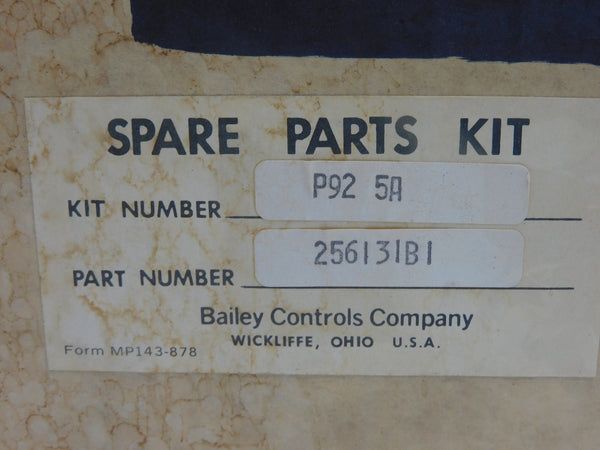 SPARE PARTS KIT
KIT NUMBER P92 5A
PART NUMBER 256131B1
Bailey Controls Company
WICKLIFFE, OHIO U.S.A.
Form MP143-878